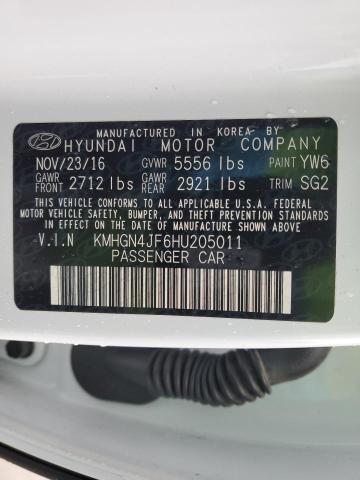 MANUFACTURED IN KOREA BY
HYUNDAI MOTOR COMPANY
NOV/23/16 GVWR 5556 lbs PAINT YW6
GAWR FRONT 2712 lbs GAWR REAR 2921 lbs TRIM SG2
THIS VEHICLE CONFORMS TO ALL APPLICABLE U.S.A. FEDERAL
MOTOR VEHICLE SAFETY BUMPER, AND THEFT PREVENTION
STANDARDS IN EFFECT ON THE DATE OF MANUFACTURE SHOWN ABOVE.
V.I.N KMHGN4JF6HU205011
PASSENGER CAR